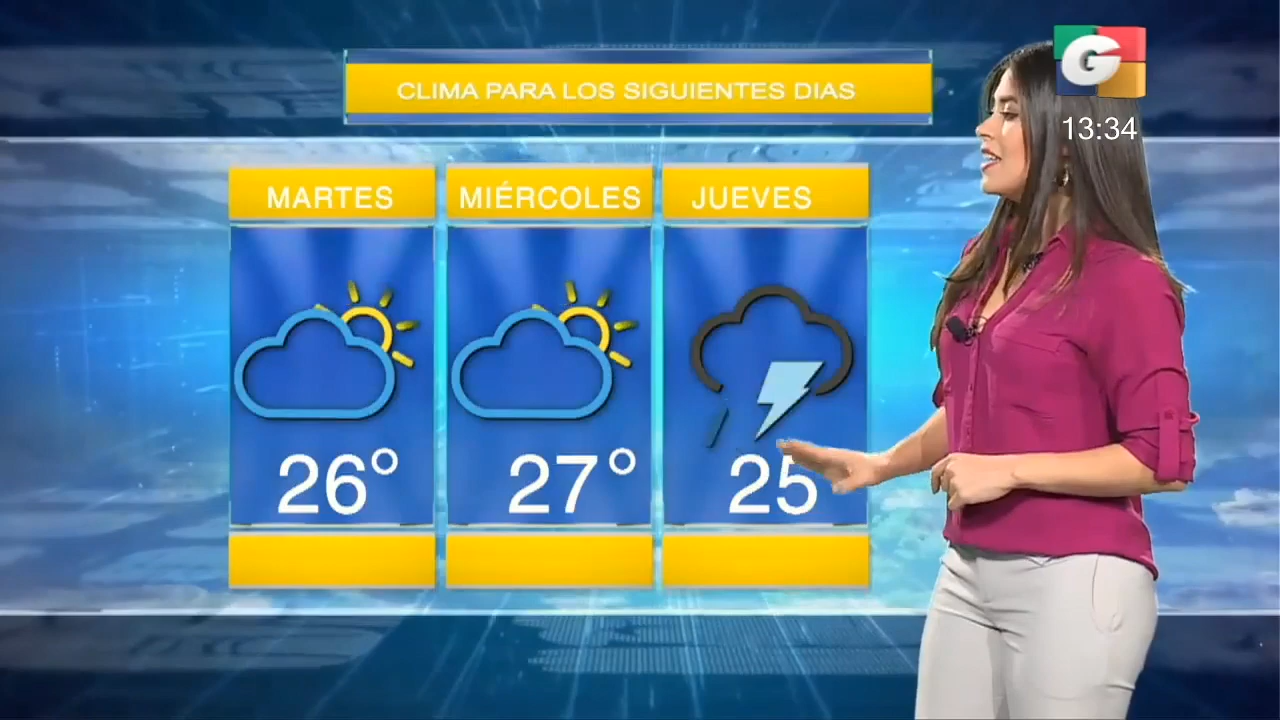 CLIMA PARA LOS SIGUIENTES DIAS
G
13:34
MARTES
MIÉRCOLES
JUEVES
26°
27°
25